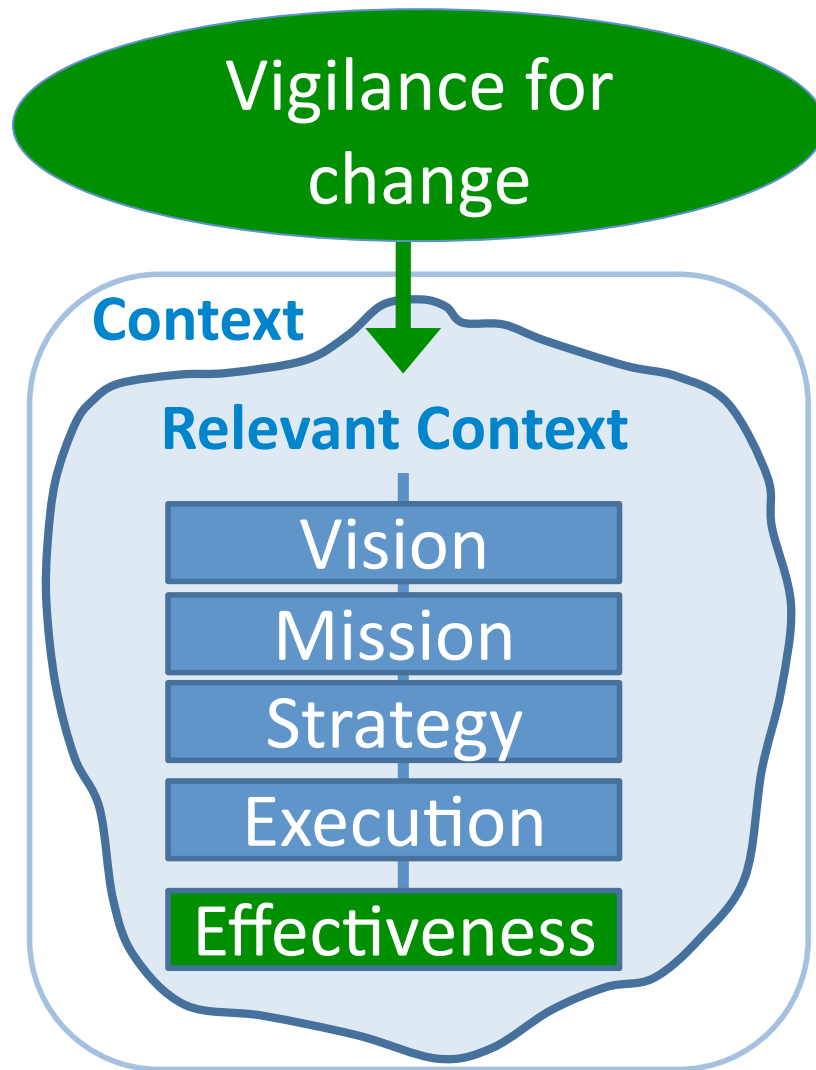 Vigilance for
change
Context
Relevant Context
Vision
Mission
Strategy
Execution
Effectiveness